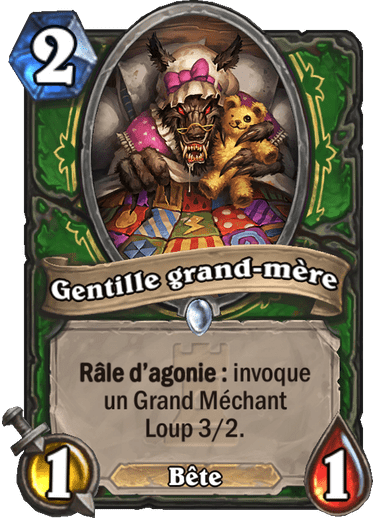 2
Gentille grand-mère
Râle d'agonie : invoque
un Grand Méchant
Loup 3/2.
1
Bête
1